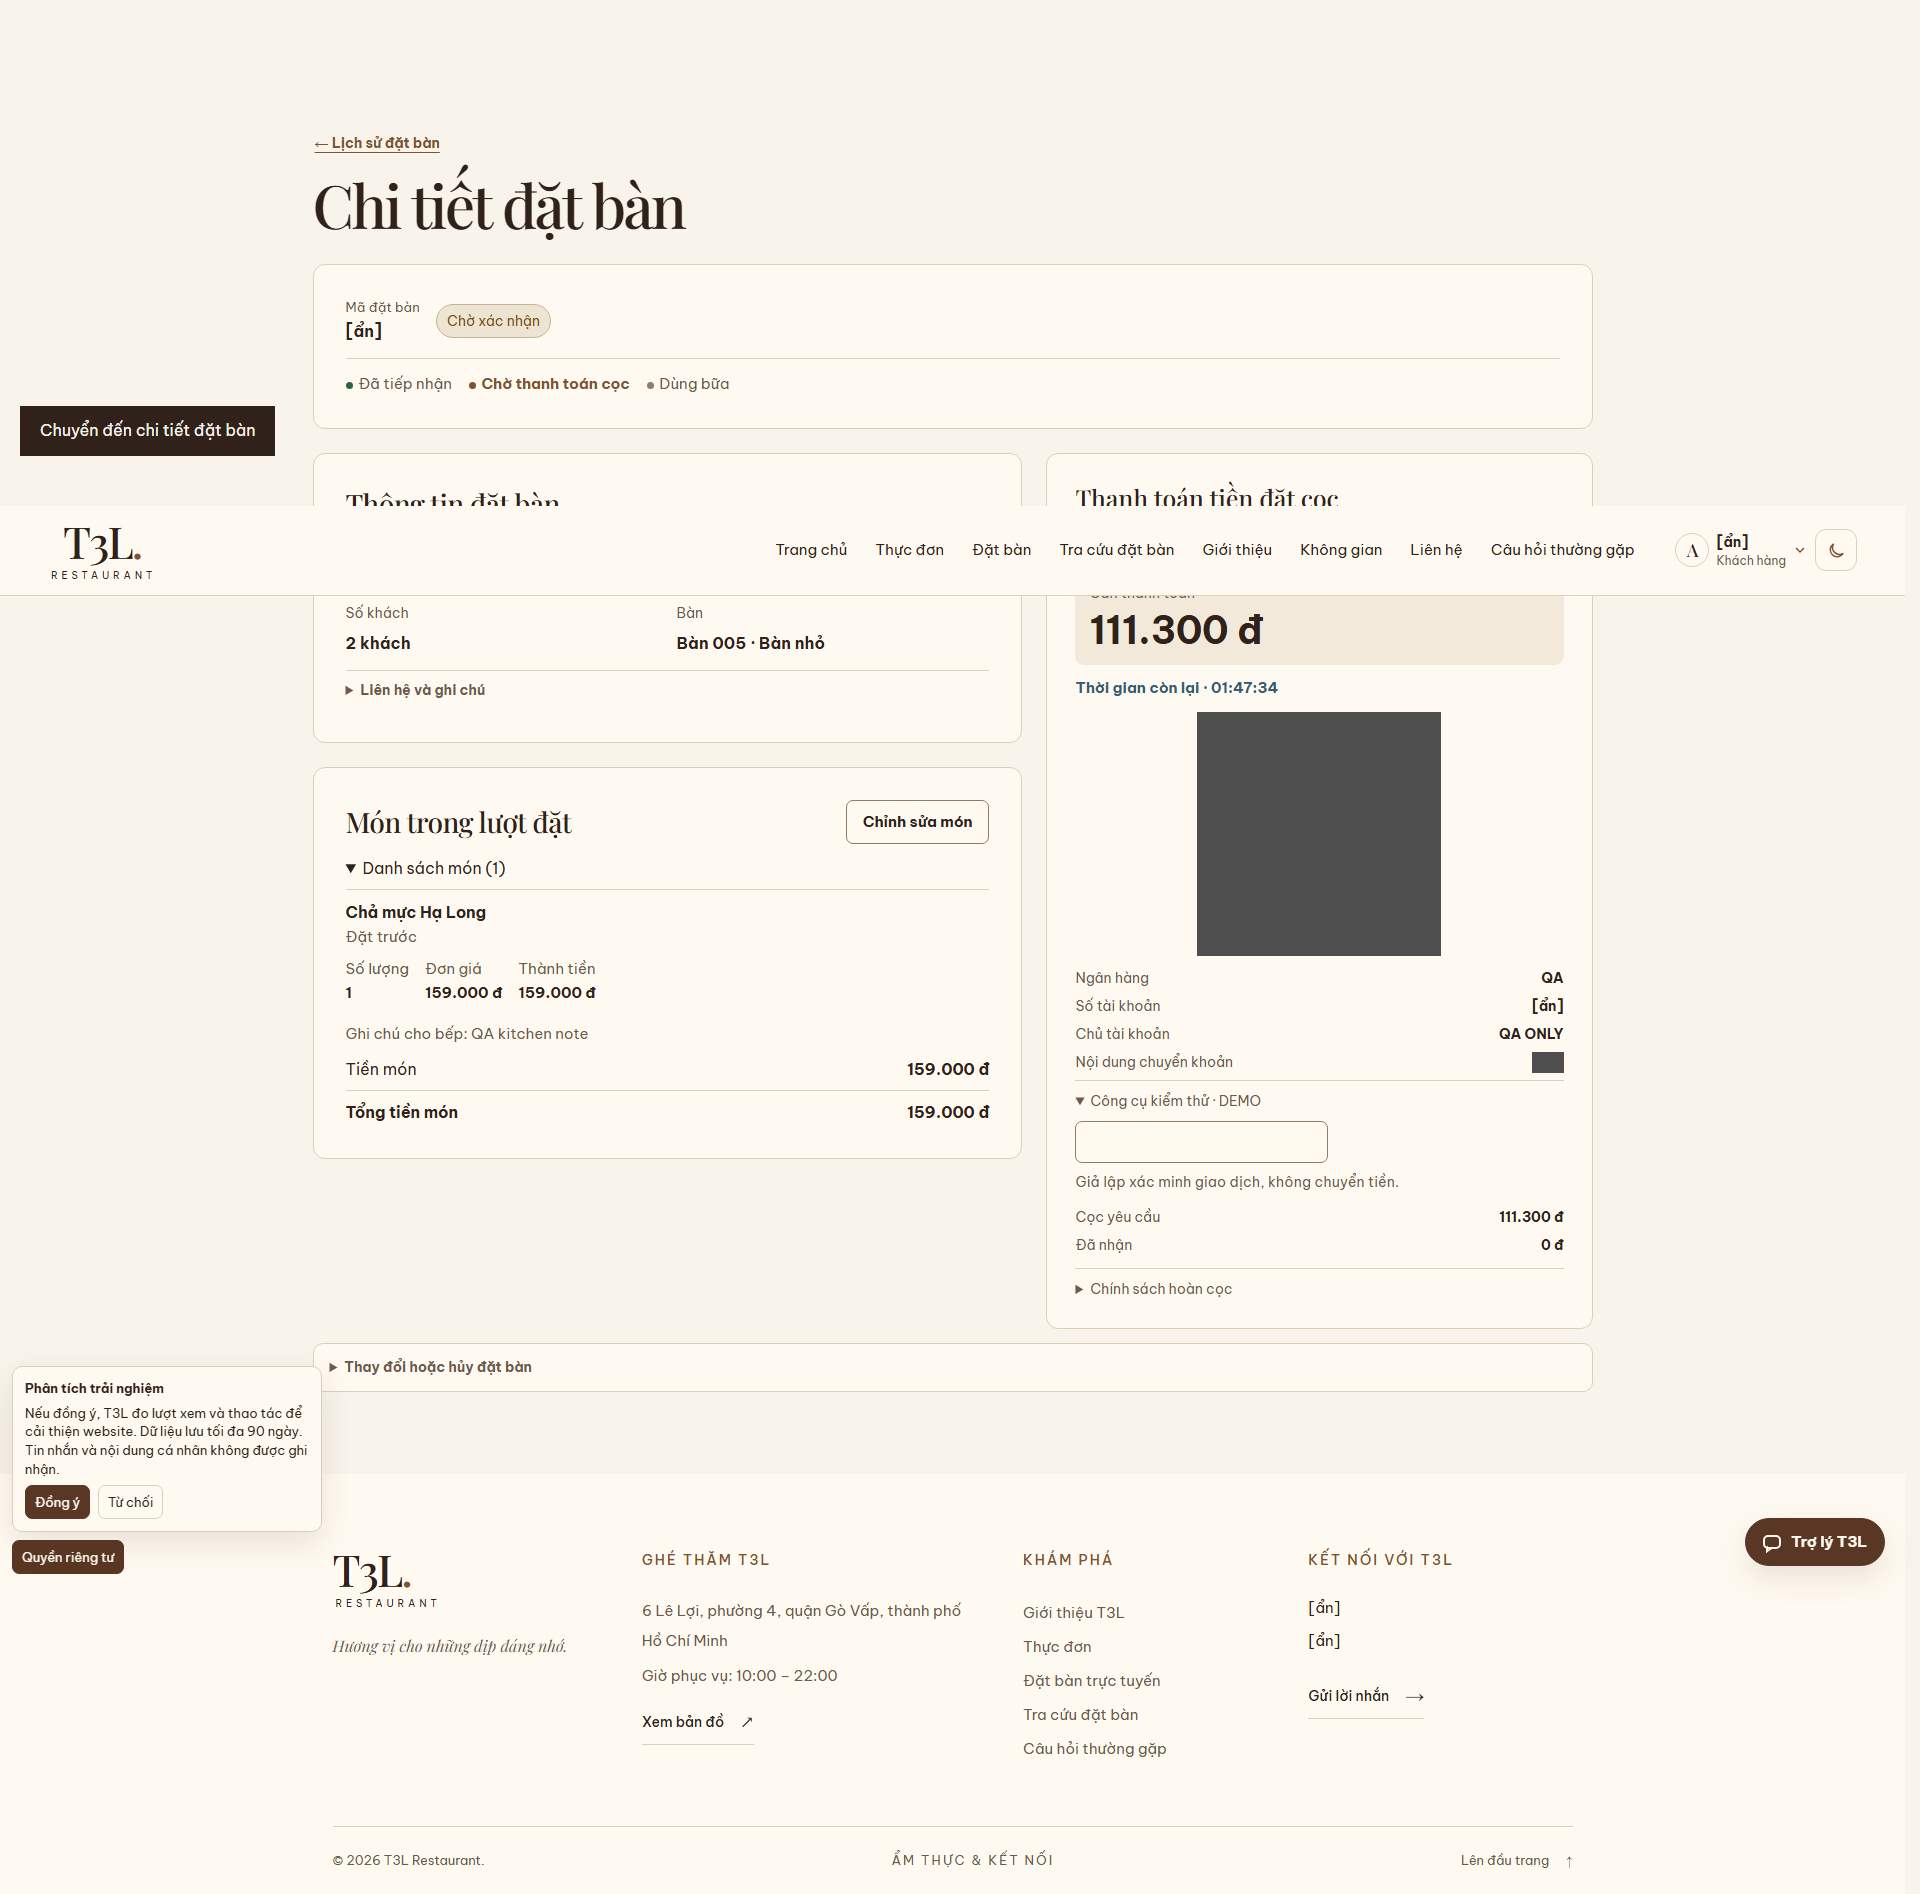 ← Lịch sử đặt bàn
Chi tiết đặt bàn
Mã đặt bàn
[ẩn]
Chờ xác nhận
Đã tiếp nhận
Chờ thanh toán cọc
Dùng bữa
Chuyển đến chi tiết đặt bàn
Thông tin đặt bàn
Thanh toán tiền đặt cọc
T3L.
RESTAURANT
Trang chủ
Thực đơn
Đặt bàn
Tra cứu đặt bàn
Giới thiệu
Không gian
Liên hệ
Câu hỏi thường gặp
A
[ẩn]
Khách hàng
Số khách
2 khách
Bàn
Bàn 005 · Bàn nhỏ
▶ Liên hệ và ghi chú
111.300 đ
Thời gian còn lại · 01:47:34
Món trong lượt đặt
Chỉnh sửa món
▼ Danh sách món (1)
Chả mực Hạ Long
Đặt trước
Số lượng
1
Đơn giá
159.000 đ
Thành tiền
159.000 đ
Ghi chú cho bếp: QA kitchen note
Tiền món 159.000 đ
Tổng tiền món 159.000 đ
Ngân hàng QA
Số tài khoản [ẩn]
Chủ tài khoản QA ONLY
Nội dung chuyển khoản
▼ Công cụ kiểm thử · DEMO
Giả lập xác minh giao dịch, không chuyển tiền.
Cọc yêu cầu 111.300 đ
Đã nhận 0 đ
▶ Chính sách hoàn cọc
▶ Thay đổi hoặc hủy đặt bàn
Phân tích trải nghiệm
Nếu đồng ý, T3L đo lượt xem và thao tác để
cải thiện website. Dữ liệu lưu tối đa 90 ngày.
Tin nhắn và nội dung cá nhân không được ghi
nhận.
Đồng ý
Từ chối
Quyền riêng tư
Trợ lý T3L
T3L.
RESTAURANT
Hương vị cho những dịp đáng nhớ.
GHÉ THĂM T3L
6 Lê Lợi, phường 4, quận Gò Vấp, thành phố
Hồ Chí Minh
Giờ phục vụ: 10:00 – 22:00
Xem bản đồ ↗
KHÁM PHÁ
Giới thiệu T3L
Thực đơn
Đặt bàn trực tuyến
Tra cứu đặt bàn
Câu hỏi thường gặp
KẾT NỐI VỚI T3L
[ẩn]
[ẩn]
Gửi lời nhắn →
© 2026 T3L Restaurant.
ẨM THỰC & KẾT NỐI
Lên đầu trang ↑